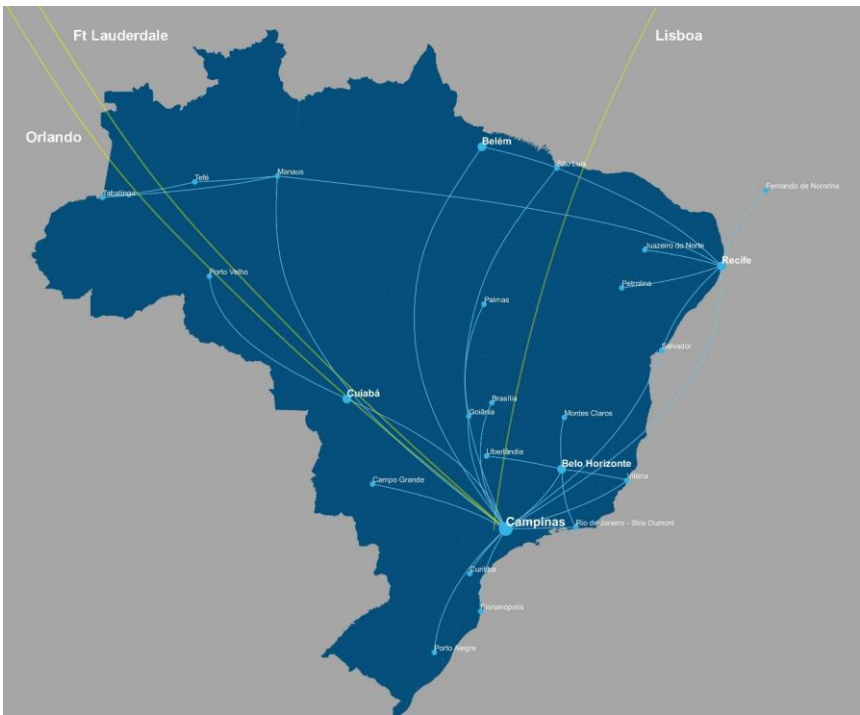 Ft Lauderdale
Lisboa
Orlando
Belém
São Luis
Tefé
Manaus
Tabatinga
Fernando de Noronha
Juazeiro do Norte
Recife
Porto Velho
Petrolina
Palmas
Salvador
Cuiabá
Brasília
Goiânia
Montes Claros
Uberlândia
Belo Horizonte
Campo Grande
Vitória
Campinas
Rio de Janeiro - Stos Dumont
Curitiba
Florianópolis
Porto Alegre